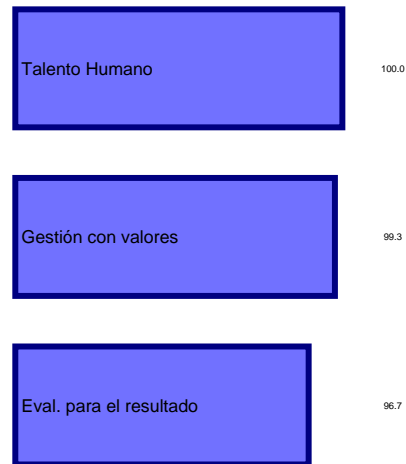 Talento Humano 100.0
Gestión con valores 99.3
Eval. para el resultado 96.7